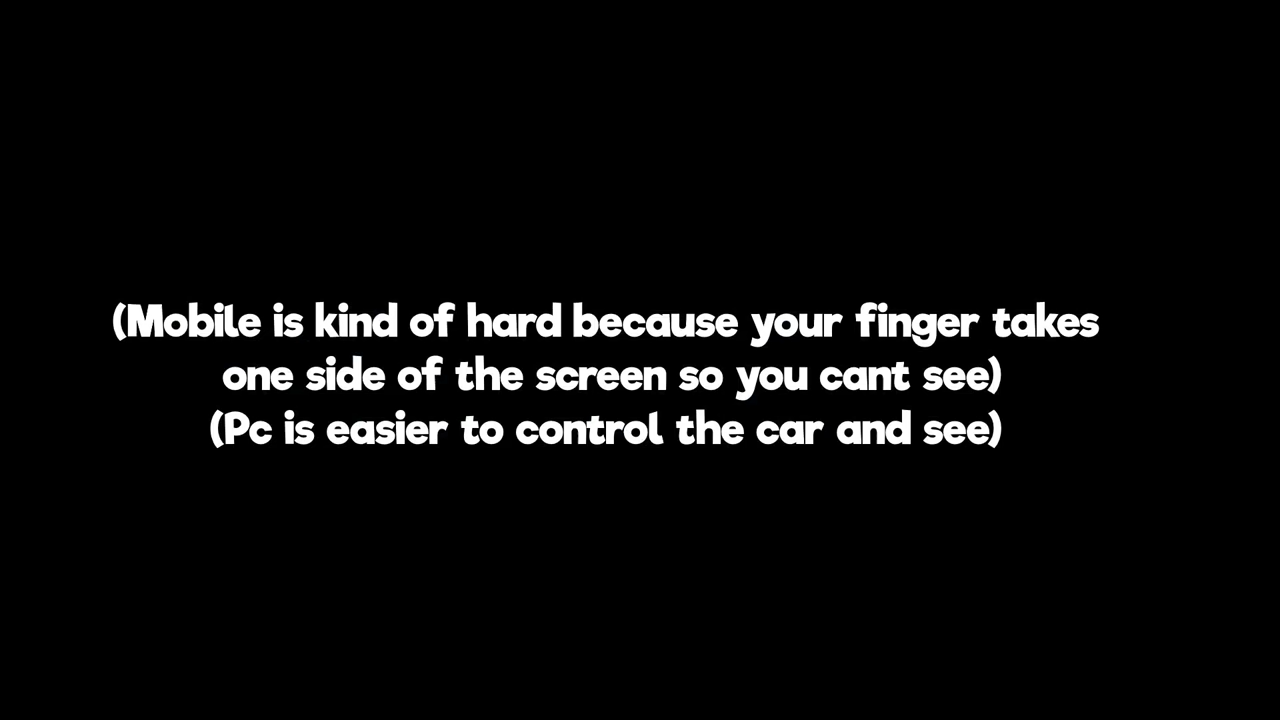 (Mobile is kind of hard because your finger takes
one side of the screen so you cant see)
(Pc is easier to control the car and see)